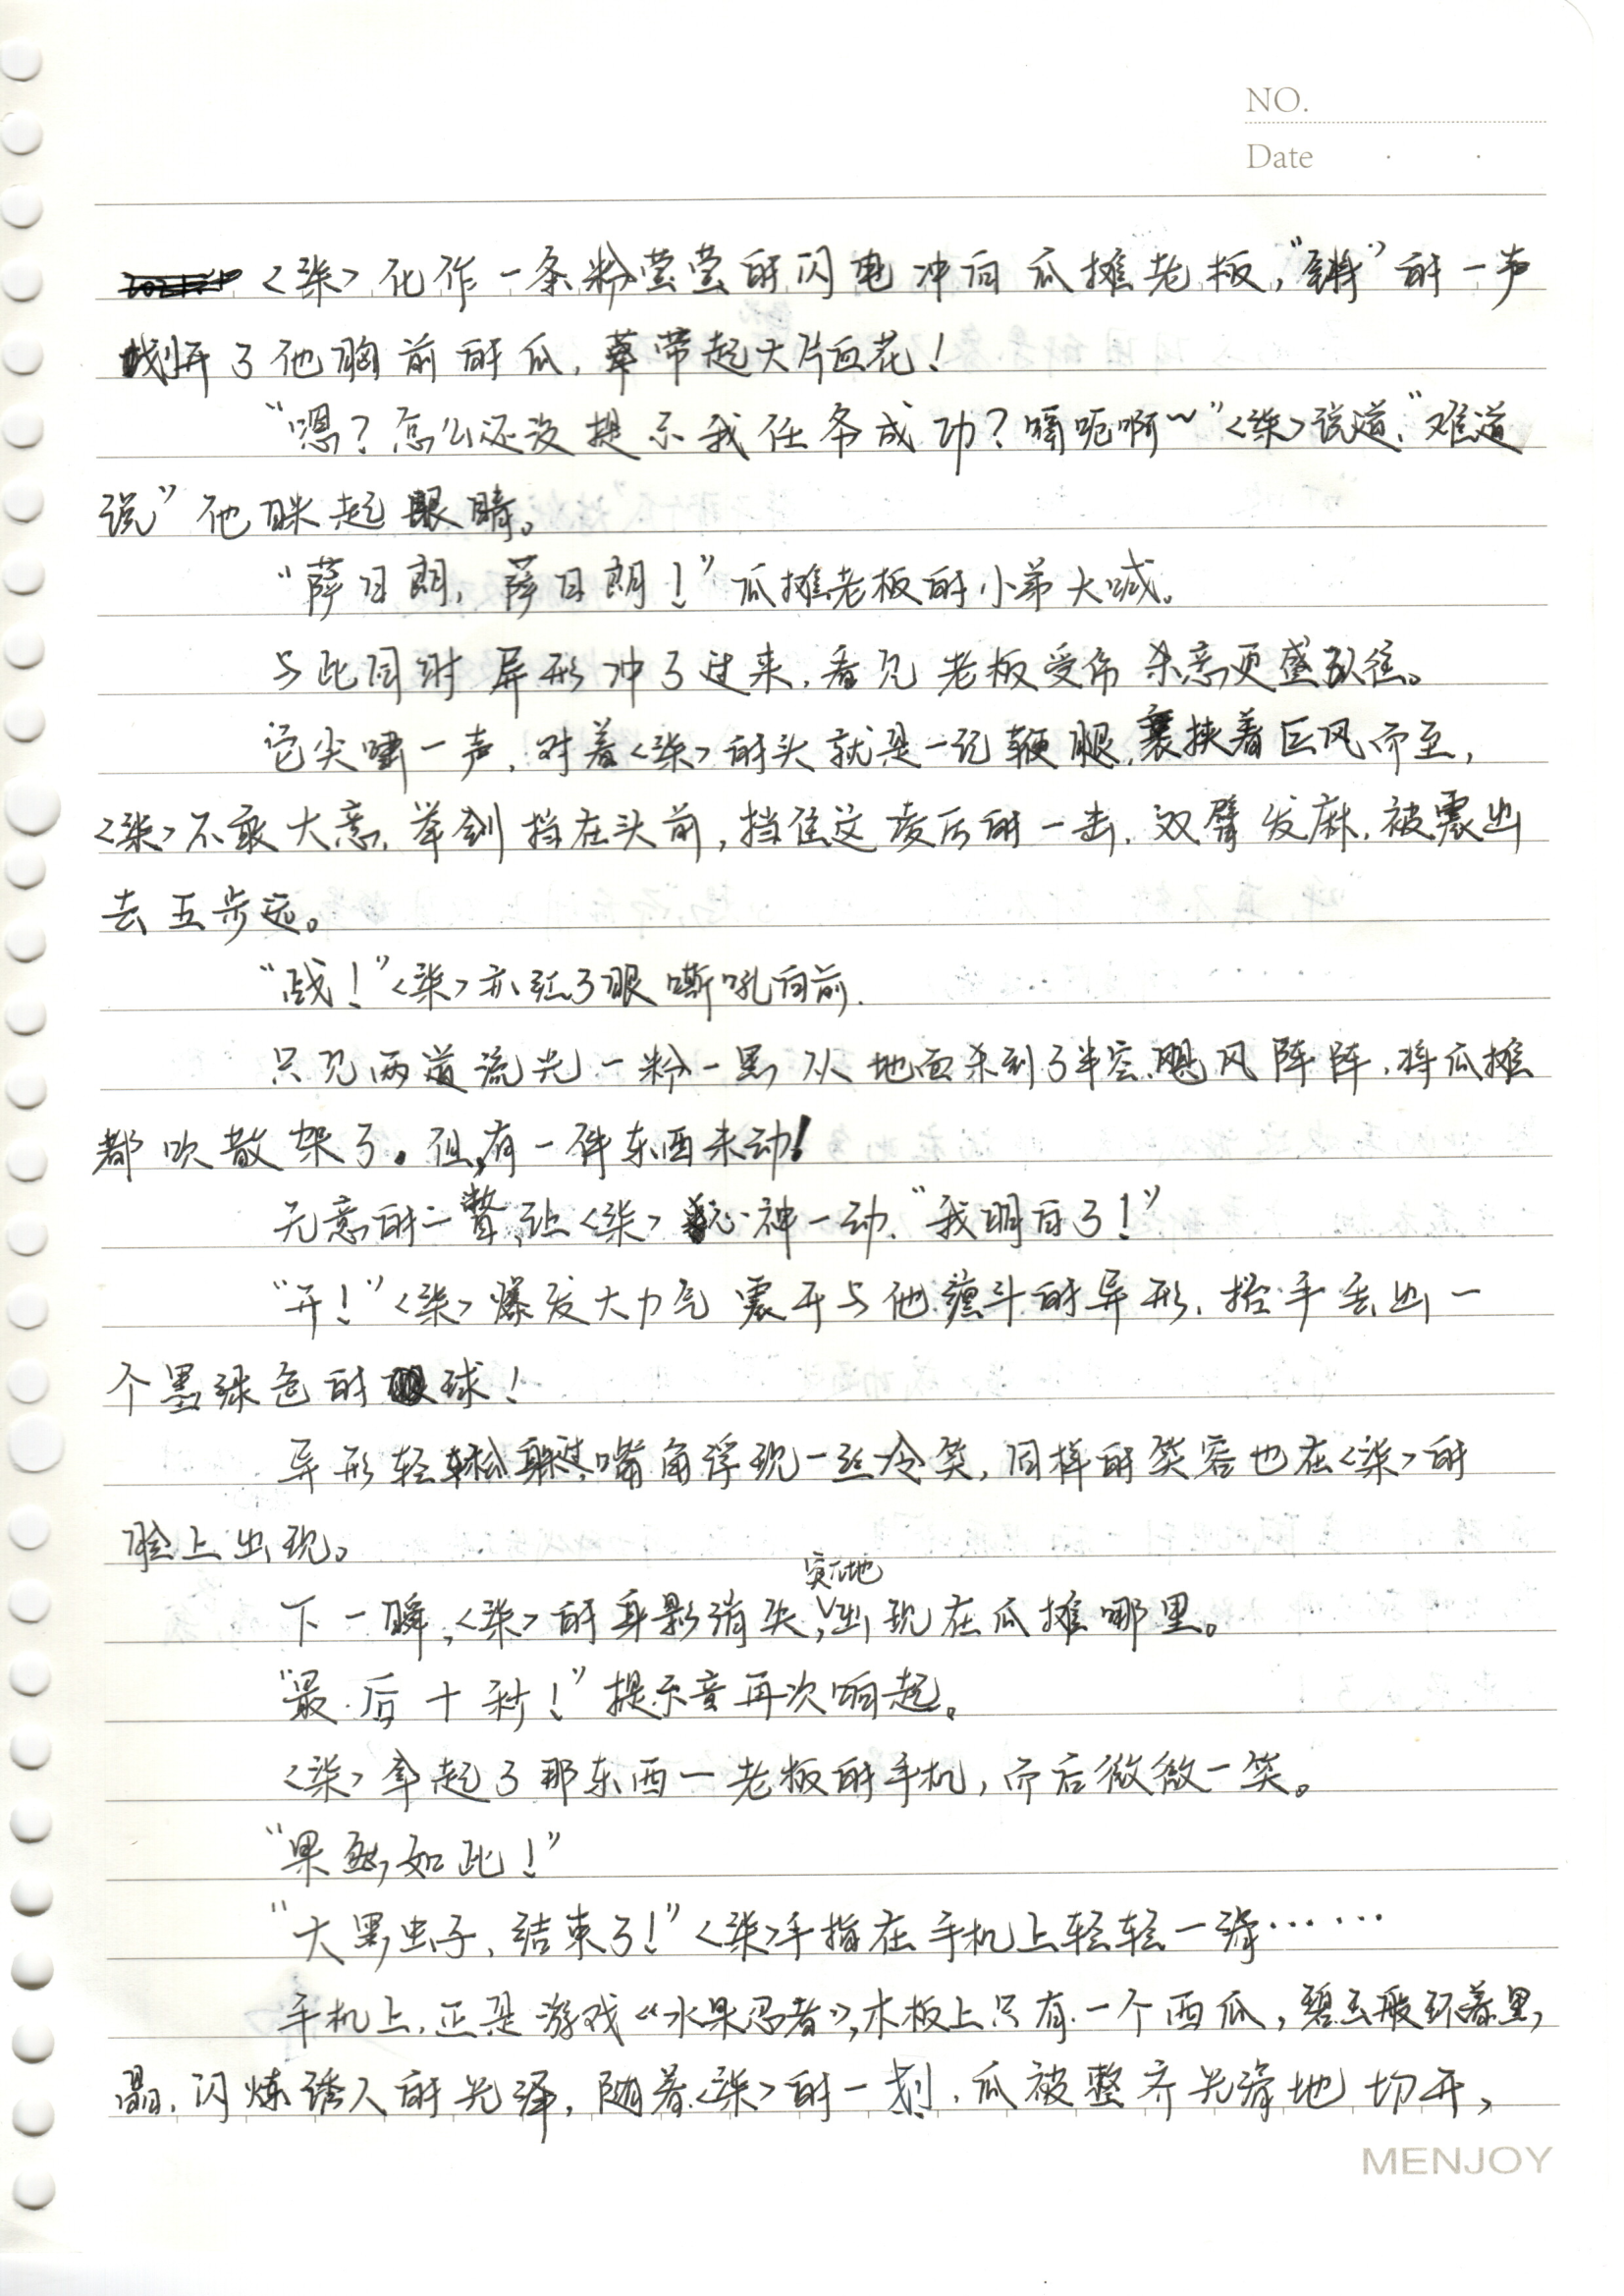 NO.
Date
<柒>化作一条粉莹莹的闪电冲向瓜摊老板，“锵”的一声
划开了他胸前的瓜，带起大片血花！
“嗯？怎么还没提示我任务成功？嘶呃啊~”<柒>说道，“难道
说”他眯起眼睛。
“萨日朗，萨日朗！”瓜摊老板的小弟大喊。
与此同时异形冲了过来，看见老板受伤杀意更盛以往。
它尖啸一声，对着<柒>的头就是一记鞭腿，裹挟着巨风而至，
<柒>不敢大意，举剑挡在头前，挡住这凌厉的一击，双臂发麻，被震出
去五步远。
“战！”<柒>亦红了眼嘶吼向前.
只见两道流光一粉一黑从地面杀到了半空，飓风阵阵，将瓜摊
都吹散架了。但有一件东西未动！
无意的一瞥，让<柒>心神一动，“我明白了！”
“开！”<柒>爆发大力气震开与他缠斗的异形，抬手丢出一
个墨绿色的球！
异形轻松躲过，嘴角浮现一丝冷笑，同样的笑容也在<柒>的
脸上出现。
下一瞬，<柒>的身影消失，突兀地出现在瓜摊哪里。
“最后十秒！”提示音再次响起。
<柒>拿起了那东西一老板的手机，而后微微一笑。
“果然如此！”
“大黑虫子，结束了！”<柒>手指在手机上轻轻一滑……
手机上，正是游戏《水果忍者》，木板上只有一个西瓜，碧玉般环着黑
晶，闪烁诱人的光泽，随着<柒>的一划，瓜被整齐光滑地切开，
MENJOY